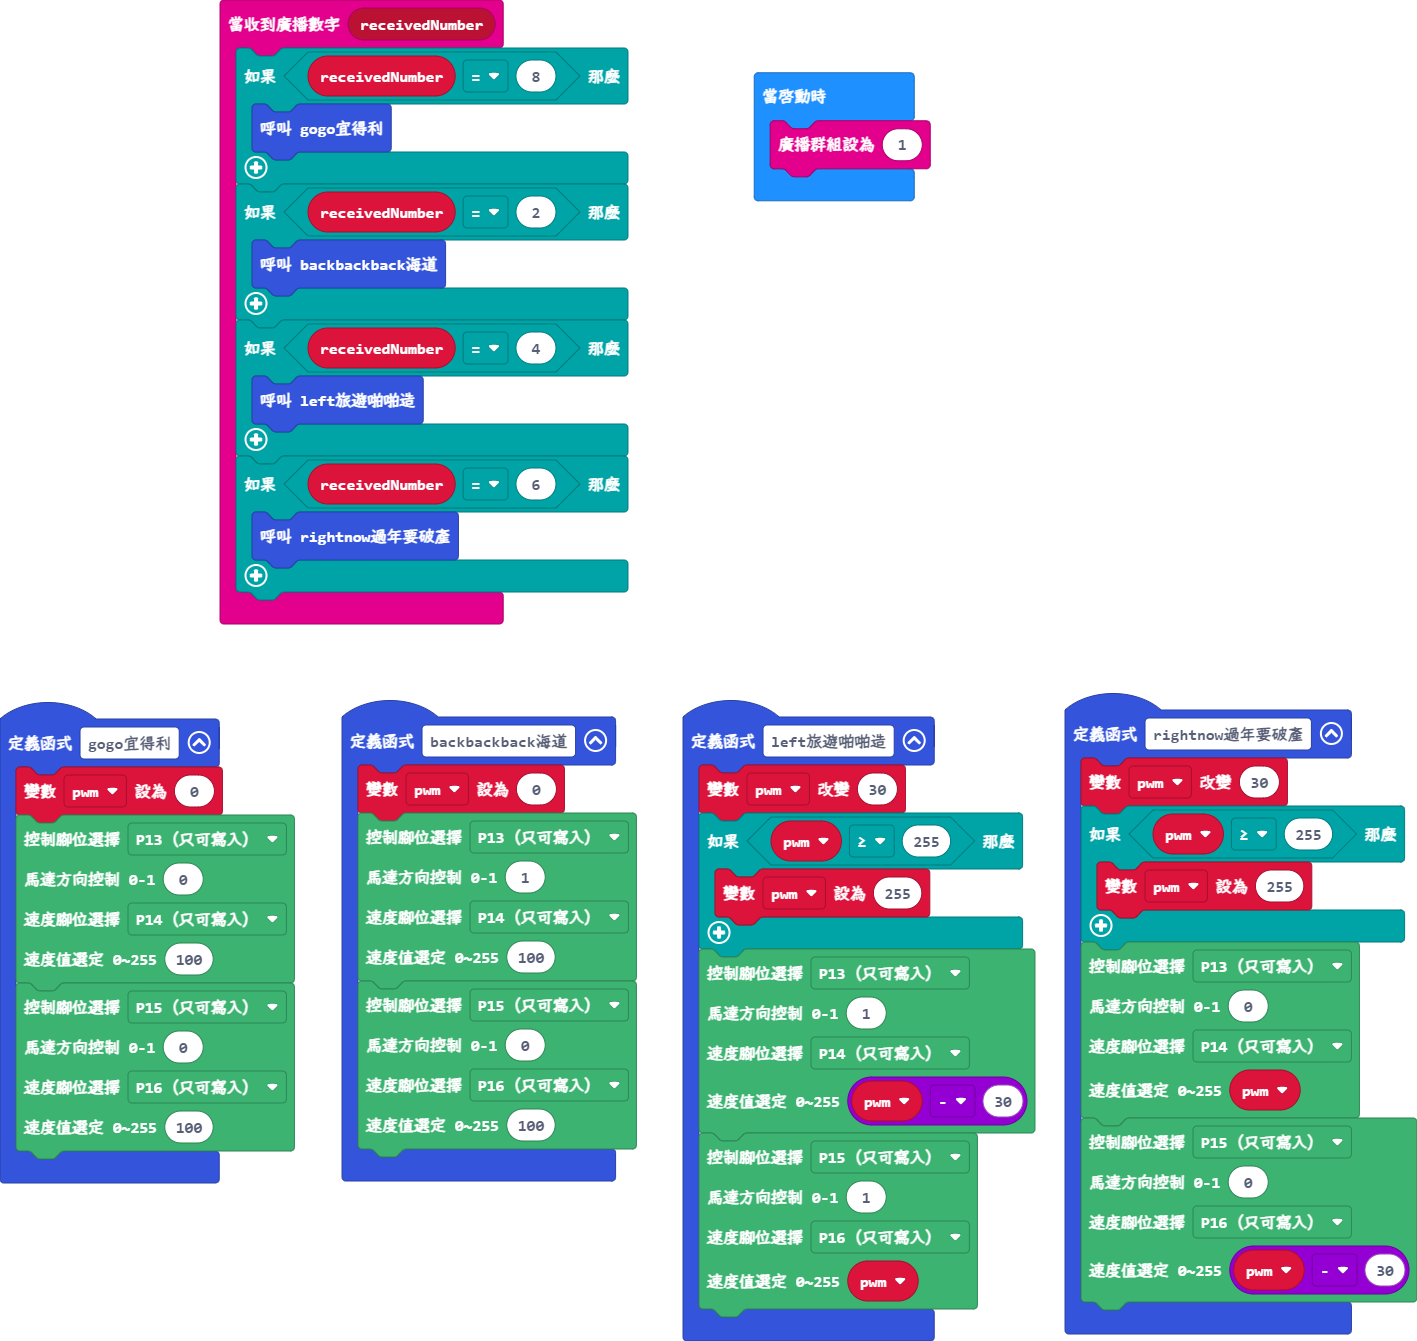 當收到廣播數字 receivedNumber
如果 receivedNumber = 8 那麼
呼叫 gogo宜得利
如果 receivedNumber = 2 那麼
呼叫 backbackback海道
如果 receivedNumber = 4 那麼
呼叫 left旅遊啪啪造
如果 receivedNumber = 6 那麼
呼叫 rightnow過年要破產
當啓動時
廣播群組設為 1
定義函式 gogo宜得利
變數 pwm 設為 0
控制腳位選擇 P13 (只可寫入)
馬達方向控制 0-1 0
速度腳位選擇 P14 (只可寫入)
速度值選定 0~255 100
控制腳位選擇 P15 (只可寫入)
馬達方向控制 0-1 0
速度腳位選擇 P16 (只可寫入)
速度值選定 0~255 100
定義函式 backbackback海道
變數 pwm 設為 0
控制腳位選擇 P13 (只可寫入)
馬達方向控制 0-1 1
速度腳位選擇 P14 (只可寫入)
速度值選定 0~255 100
控制腳位選擇 P15 (只可寫入)
馬達方向控制 0-1 0
速度腳位選擇 P16 (只可寫入)
速度值選定 0~255 100
定義函式 left旅遊啪啪造
變數 pwm 改變 30
如果 pwm ≥ 255 那麼
變數 pwm 設為 255
控制腳位選擇 P13 (只可寫入)
馬達方向控制 0-1 1
速度腳位選擇 P14 (只可寫入)
速度值選定 0~255 pwm - 30
控制腳位選擇 P15 (只可寫入)
馬達方向控制 0-1 1
速度腳位選擇 P16 (只可寫入)
速度值選定 0~255 pwm
定義函式 rightnow過年要破產
變數 pwm 改變 30
如果 pwm ≥ 255 那麼
變數 pwm 設為 255
控制腳位選擇 P13 (只可寫入)
馬達方向控制 0-1 0
速度腳位選擇 P14 (只可寫入)
速度值選定 0~255 pwm
控制腳位選擇 P15 (只可寫入)
馬達方向控制 0-1 0
速度腳位選擇 P16 (只可寫入)
速度值選定 0~255 pwm - 30